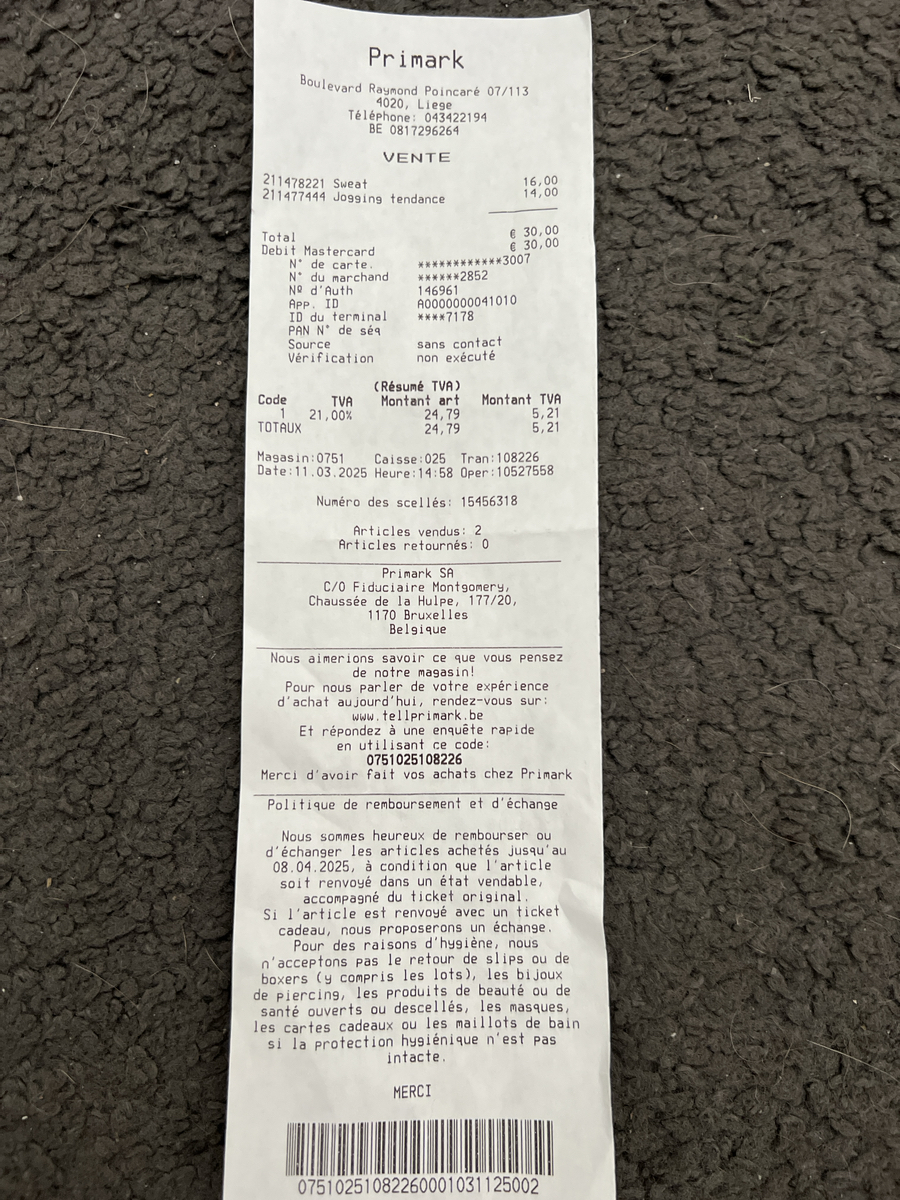 Primark
Boulevard Raymond Poincaré 07/113
4020, Liege
Téléphone: 043422194
BE 0817296264
VENTE
211478221 Sweat 16,00
211477444 Jogging tendance 14,00
Total € 30,00
Debit Mastercard € 30,00
N° de carte. ************3007
N° du marchand ******2852
Nº d'Auth 146961
App. ID A0000000041010
ID du terminal ****7178
PAN N° de séq
Source sans contact
Vérification non exécuté
(Résumé TVA)
Code TVA Montant art Montant TVA
1 21,00% 24,79 5,21
TOTAUX 24,79 5,21
Magasin:0751 Caisse:025 Tran:108226
Date:11.03.2025 Heure:14:58 Oper:10527558
Numéro des scellés: 15456318
Articles vendus: 2
Articles retournés: 0
Primark SA
C/O Fiduciaire Montgomery,
Chaussée de la Hulpe, 177/20,
1170 Bruxelles
Belgique
Nous aimerions savoir ce que vous pensez
de notre magasin!
Pour nous parler de votre expérience
d'achat aujourd'hui, rendez-vous sur:
www.tellprimark.be
Et répondez à une enquête rapide
en utilisant ce code:
0751025108226
Merci d'avoir fait vos achats chez Primark
Politique de remboursement et d'échange
Nous sommes heureux de rembourser ou
d'échanger les articles achetés jusqu'au
08.04.2025, à condition que l'article
soit renvoyé dans un état vendable,
accompagné du ticket original.
Si l'article est renvoyé avec un ticket
cadeau, nous proposerons un échange.
Pour des raisons d'hygiène, nous
n'acceptons pas le retour de slips ou de
boxers (y compris les lots), les bijoux
de piercing, les produits de beauté ou de
santé ouverts ou descellés, les masques,
les cartes cadeaux ou les maillots de bain
si la protection hygiénique n'est pas
intacte.
MERCI
07510251082260001031125002